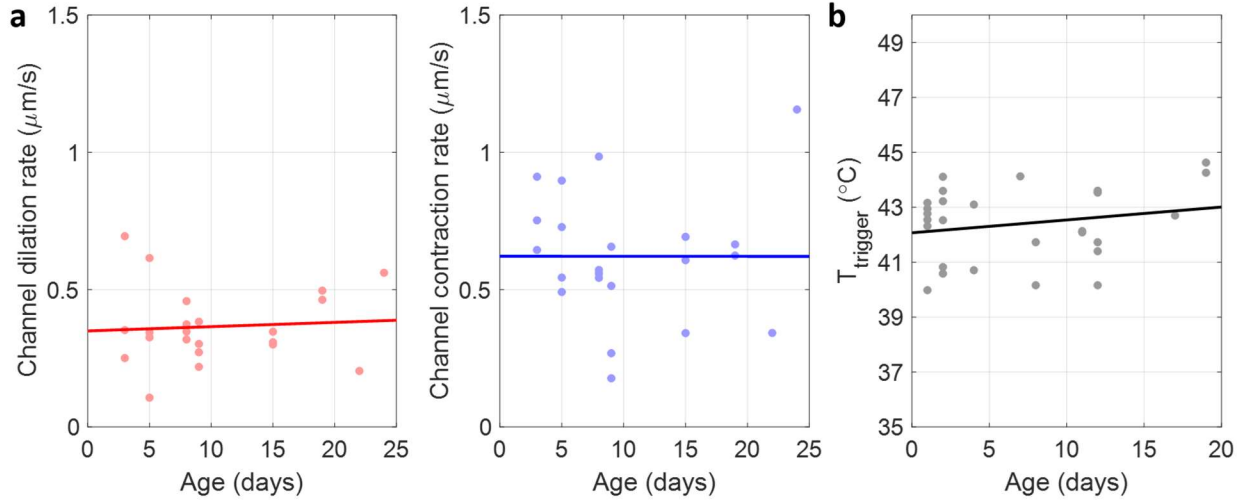 a
Channel dilation rate (μm/s)
1.5
1
0.5
0
0 5 10 15 20 25
Age (days)
Channel contraction rate (μm/s)
1.5
1
0.5
0
0 5 10 15 20 25
Age (days)
b
T_trigger (°C)
49
47
45
43
41
39
37
35
0 5 10 15 20
Age (days)